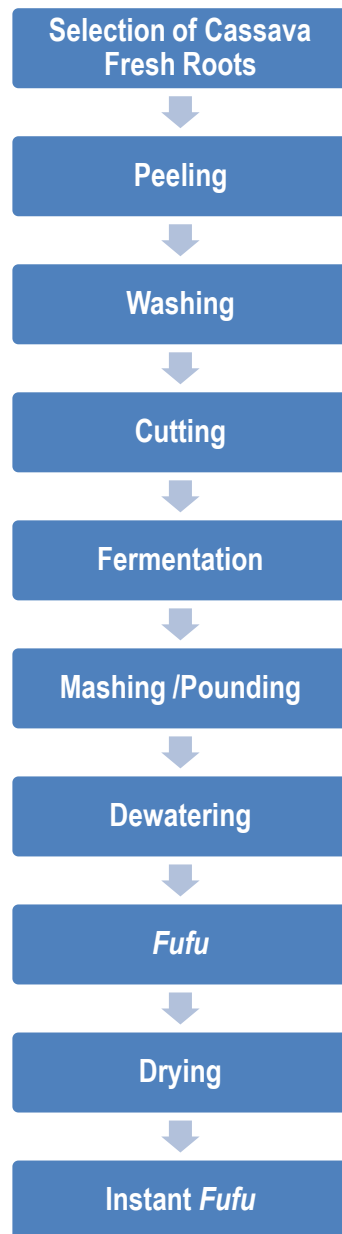 Selection of Cassava
Fresh Roots
Peeling
Washing
Cutting
Fermentation
Mashing /Pounding
Dewatering
Fufu
Drying
Instant Fufu